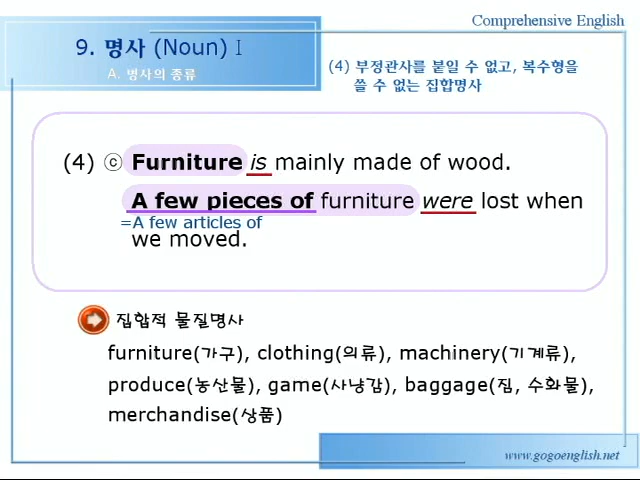 Comprehensive English
9. 명사 (Noun) I
A. 명사의 종류
(4) 부정관사를 붙일 수 없고, 복수형을
쓸 수 없는 집합명사
(4) ⓒ Furniture is mainly made of wood.
A few pieces of furniture were lost when
=A few articles of
we moved.
집합적 물질명사
furniture(가구), clothing(의류), machinery(기계류),
produce(농산물), game(사냥감), baggage(짐, 수화물),
merchandise(상품)
www.gogoenglish.net